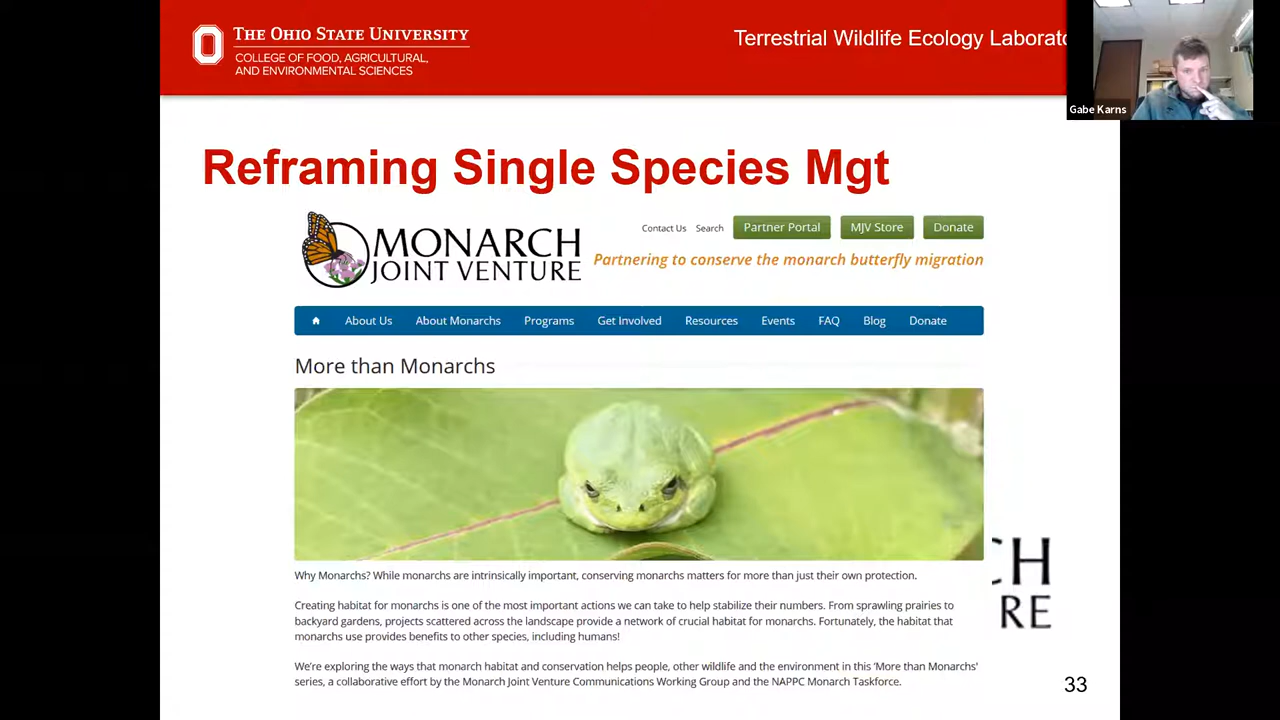 THE OHIO STATE UNIVERSITY
COLLEGE OF FOOD, AGRICULTURAL,
AND ENVIRONMENTAL SCIENCES
Terrestrial Wildlife Ecology Laborato
Gabe Karns
Reframing Single Species Mgt
MONARCH
JOINT VENTURE
Contact Us Search Partner Portal MJV Store Donate
Partnering to conserve the monarch butterfly migration
About Us About Monarchs Programs Get Involved Resources Events FAQ Blog Donate
More than Monarchs
Why Monarchs? While monarchs are intrinsically important, conserving monarchs matters for more than just their own protection.
Creating habitat for monarchs is one of the most important actions we can take to help stabilize their numbers. From sprawling prairies to
backyard gardens, projects scattered across the landscape provide a network of crucial habitat for monarchs. Fortunately, the habitat that
monarchs use provides benefits to other species, including humans!
We're exploring the ways that monarch habitat and conservation helps people, other wildlife and the environment in this 'More than Monarchs'
series, a collaborative effort by the Monarch Joint Venture Communications Working Group and the NAPPC Monarch Taskforce.
CH
RE
33